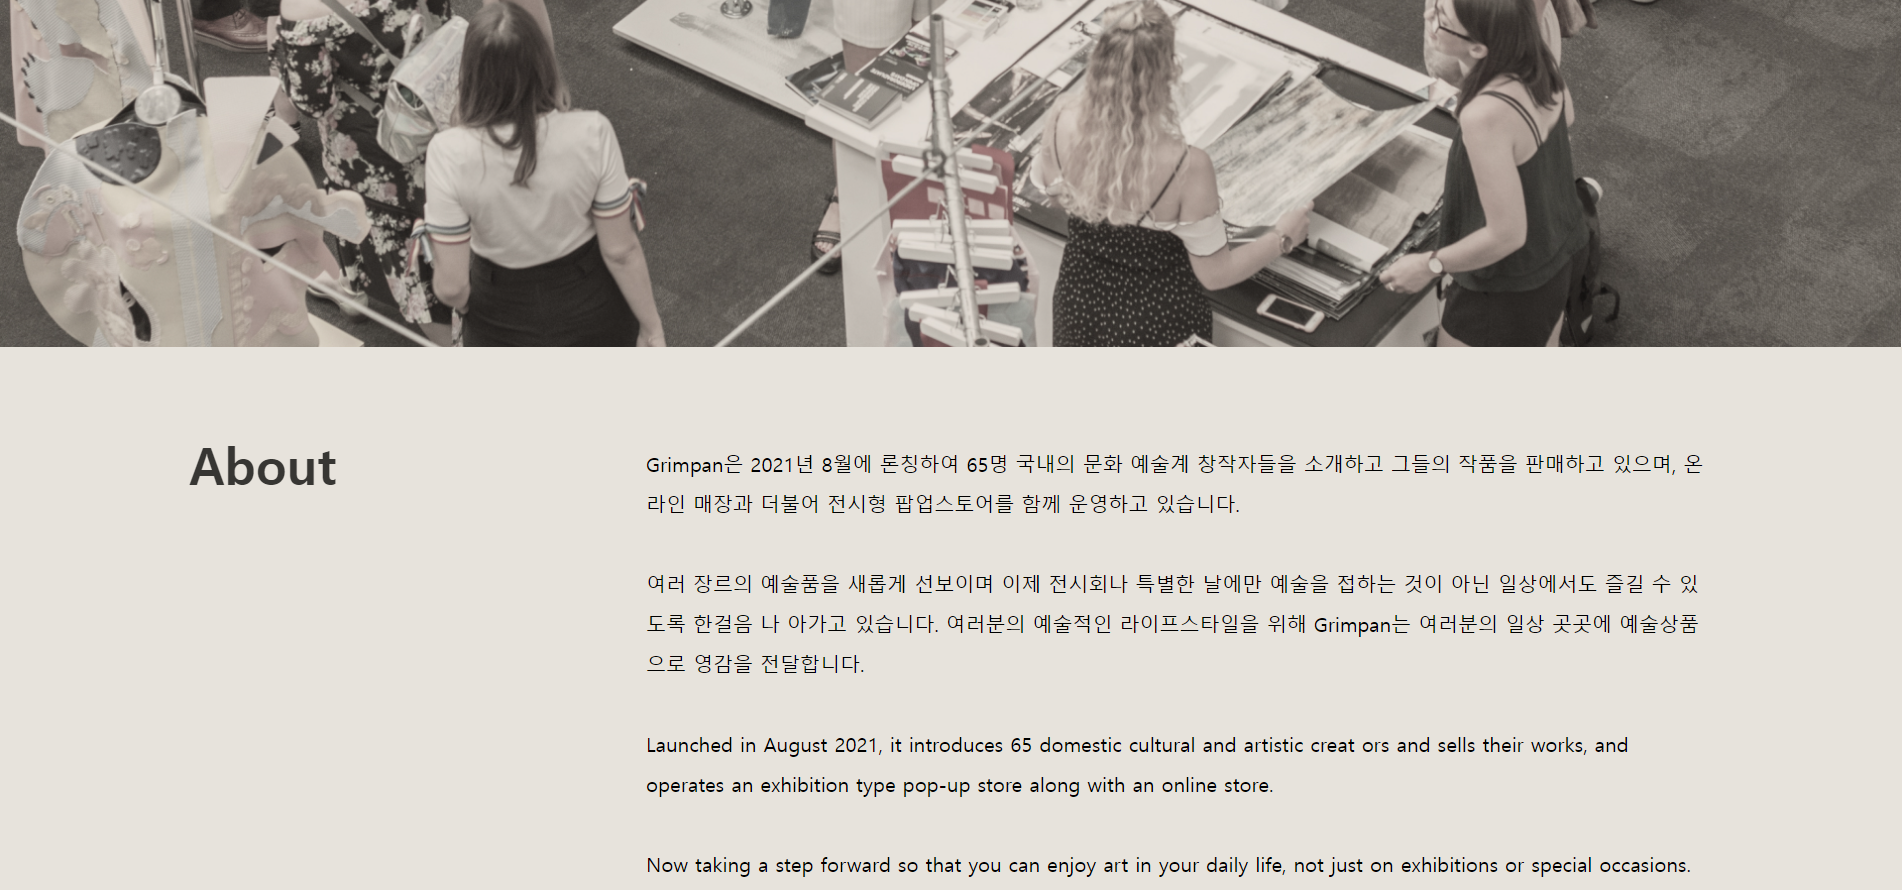 About
Grimpan은 2021년 8월에 론칭하여 65명 국내의 문화 예술계 창작자들을 소개하고 그들의 작품을 판매하고 있으며, 온
라인 매장과 더불어 전시형 팝업스토어를 함께 운영하고 있습니다.
여러 장르의 예술품을 새롭게 선보이며 이제 전시회나 특별한 날에만 예술을 접하는 것이 아닌 일상에서도 즐길 수 있
도록 한걸음 나 아가고 있습니다. 여러분의 예술적인 라이프스타일을 위해 Grimpan는 여러분의 일상 곳곳에 예술상품
으로 영감을 전달합니다.
Launched in August 2021, it introduces 65 domestic cultural and artistic creat ors and sells their works, and
operates an exhibition type pop-up store along with an online store.
Now taking a step forward so that you can enjoy art in your daily life, not just on exhibitions or special occasions.